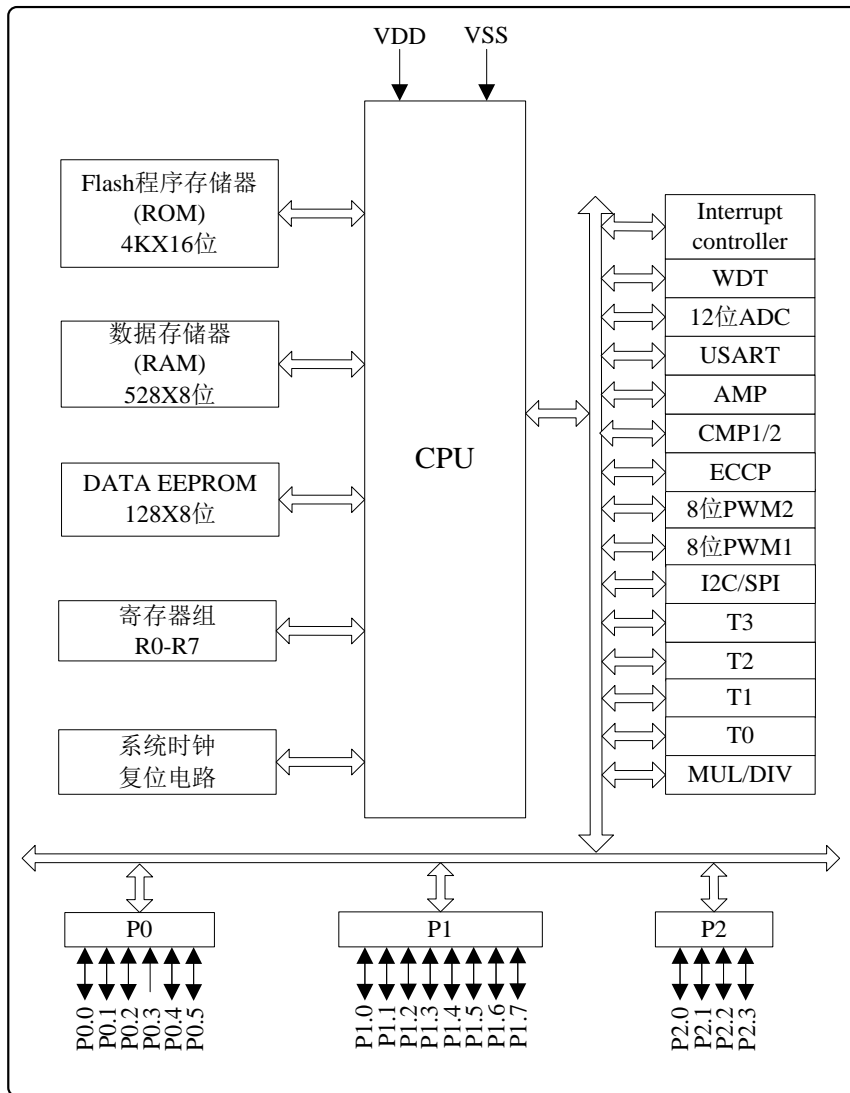 VDD
VSS
Flash程序存储器
(ROM)
4KX16位
数据存储器
(RAM)
528X8位
DATA EEPROM
128X8位
寄存器组
R0-R7
系统时钟
复位电路
CPU
Interrupt
controller
WDT
12位ADC
USART
AMP
CMP1/2
ECCP
8位PWM2
8位PWM1
I2C/SPI
T3
T2
T1
T0
MUL/DIV
P0
P1
P2
P0.0
P0.1
P0.2
P0.3
P0.4
P0.5
P1.0
P1.1
P1.2
P1.3
P1.4
P1.5
P1.6
P1.7
P2.0
P2.1
P2.2
P2.3